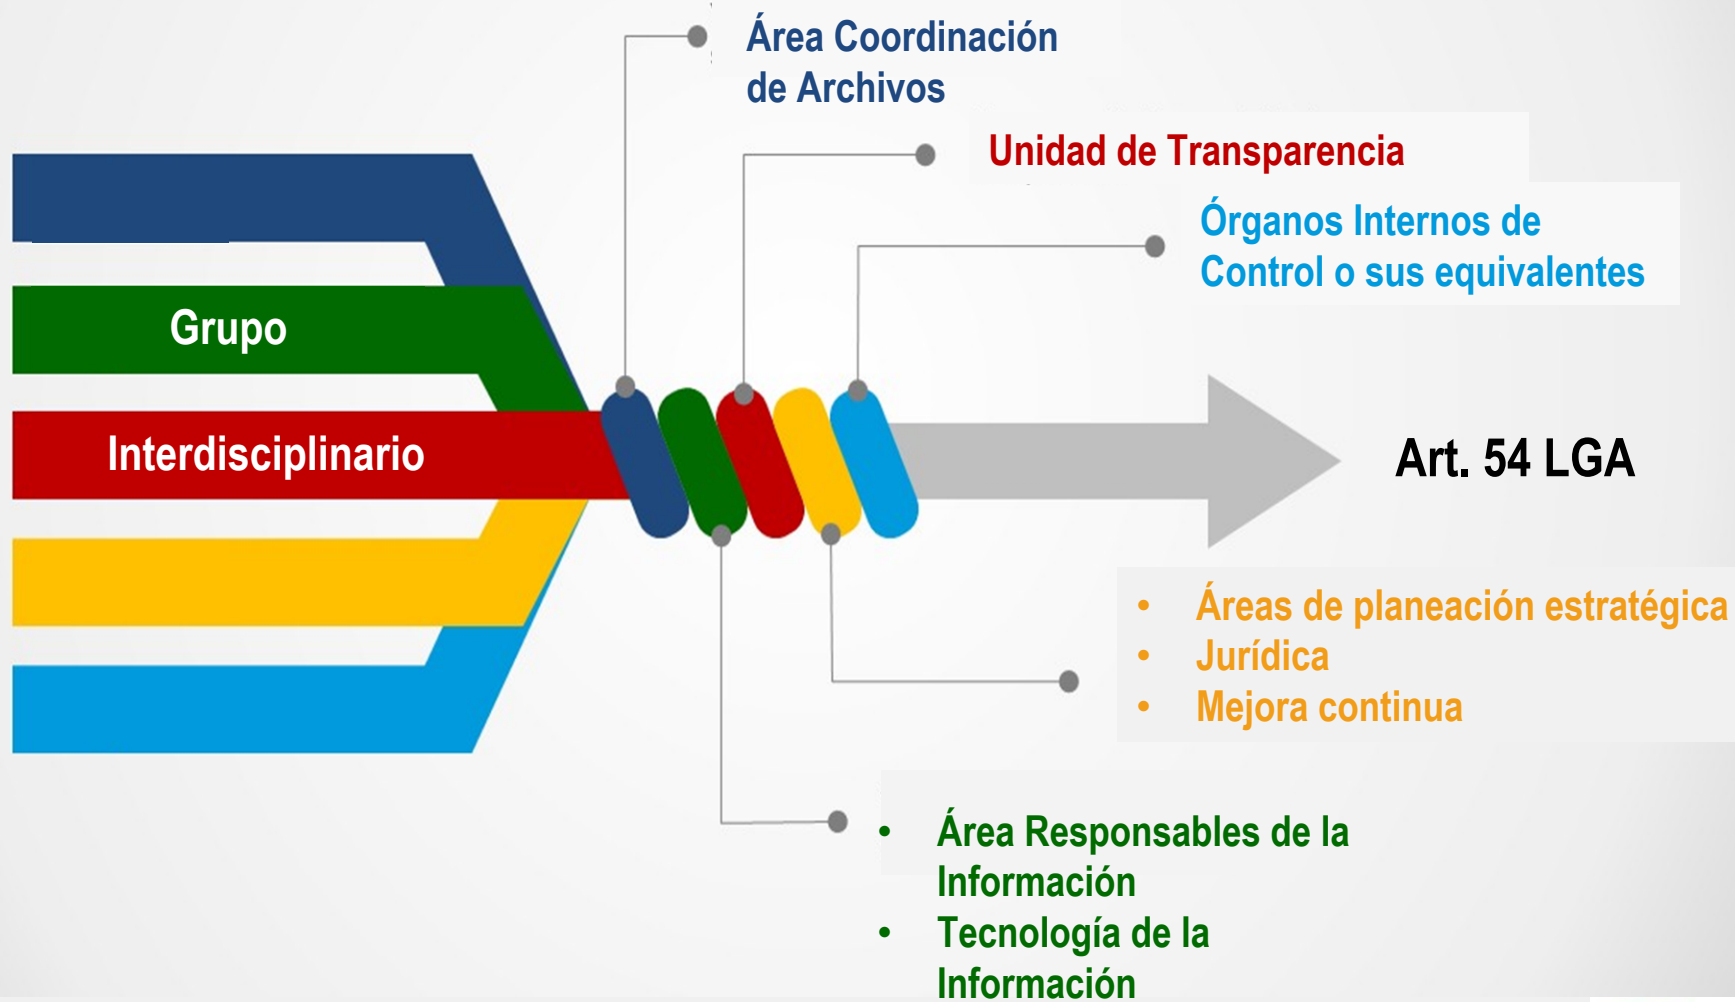 Área Coordinación
de Archivos
Unidad de Transparencia
Órganos Internos de
Control o sus equivalentes
Grupo
Interdisciplinario
Art. 54 LGA
• Áreas de planeación estratégica
• Jurídica
• Mejora continua
• Área Responsables de la
Información
• Tecnología de la
Información